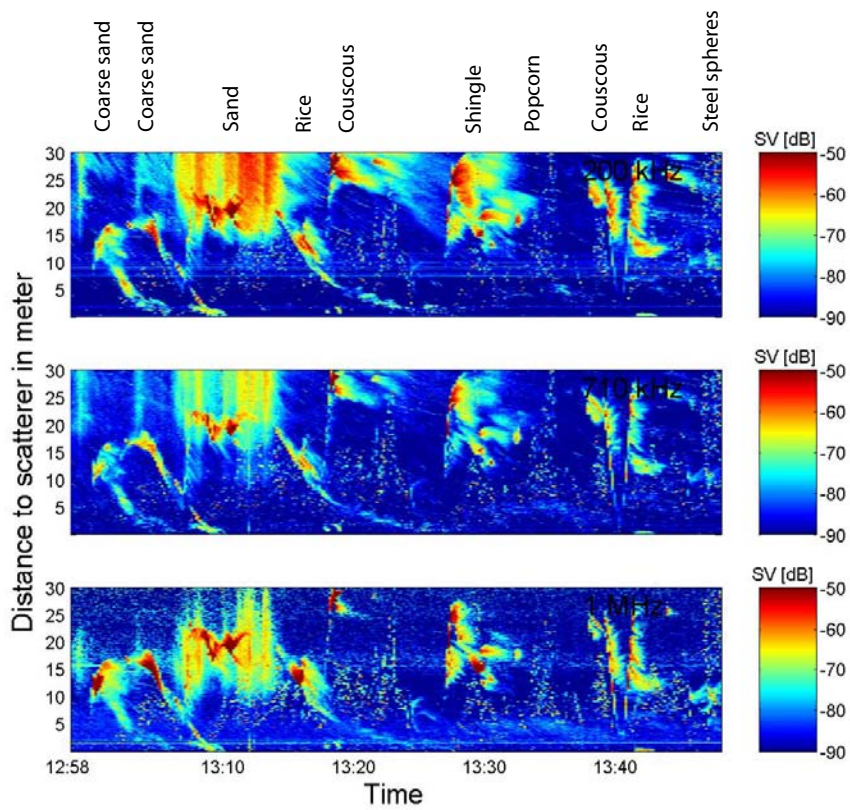 Coarse sand
Coarse sand
Sand
Rice
Couscous
Shingle
Popcorn
Couscous
Rice
Steel spheres
Distance to scatterer in meter
30
25
20
15
10
5
200 kHz
SV [dB]
-50
-60
-70
-80
-90
30
25
20
15
10
5
710 kHz
SV [dB]
-50
-60
-70
-80
-90
30
25
20
15
10
5
1 MHz
SV [dB]
-50
-60
-70
-80
-90
12:58
13:10
13:20
13:30
13:40
Time